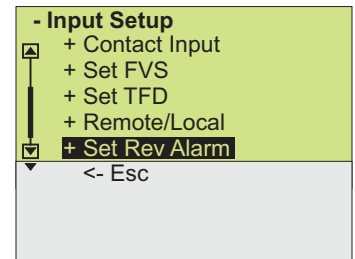 - Input Setup
+ Contact Input
+ Set FVS
+ Set TFD
+ Remote/Local
+ Set Rev Alarm
<- Esc